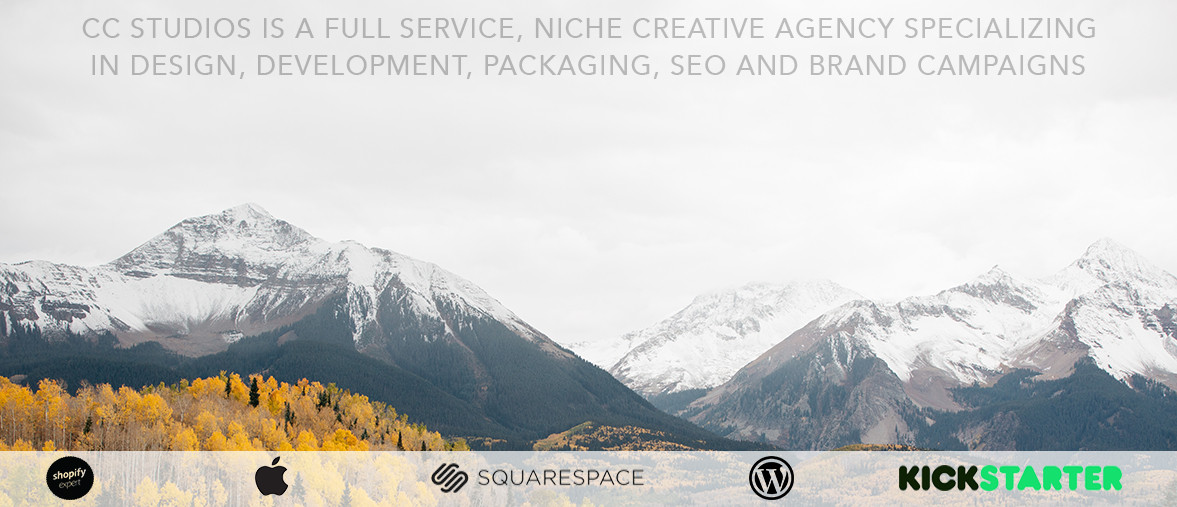 CC STUDIOS IS A FULL SERVICE, NICHE CREATIVE AGENCY SPECIALIZING
IN DESIGN, DEVELOPMENT, PACKAGING, SEO AND BRAND CAMPAIGNS
shopify
expert
SQUARESPACE
KICKSTARTER